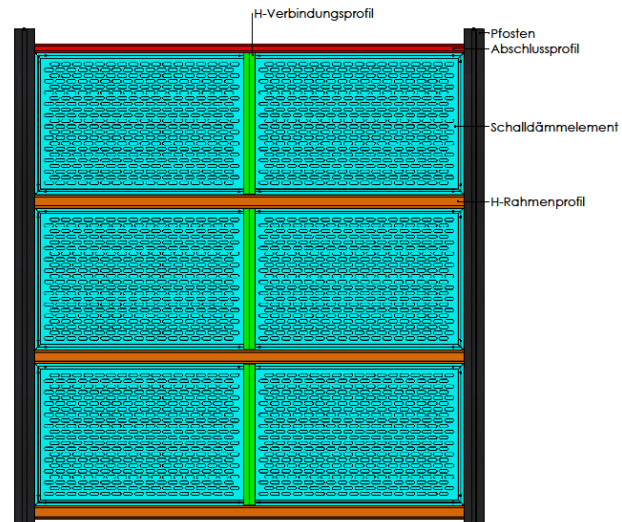 H-Verbindungsprofil
Pfosten
Abschlussprofil
Schalldämmelement
H-Rahmenprofil